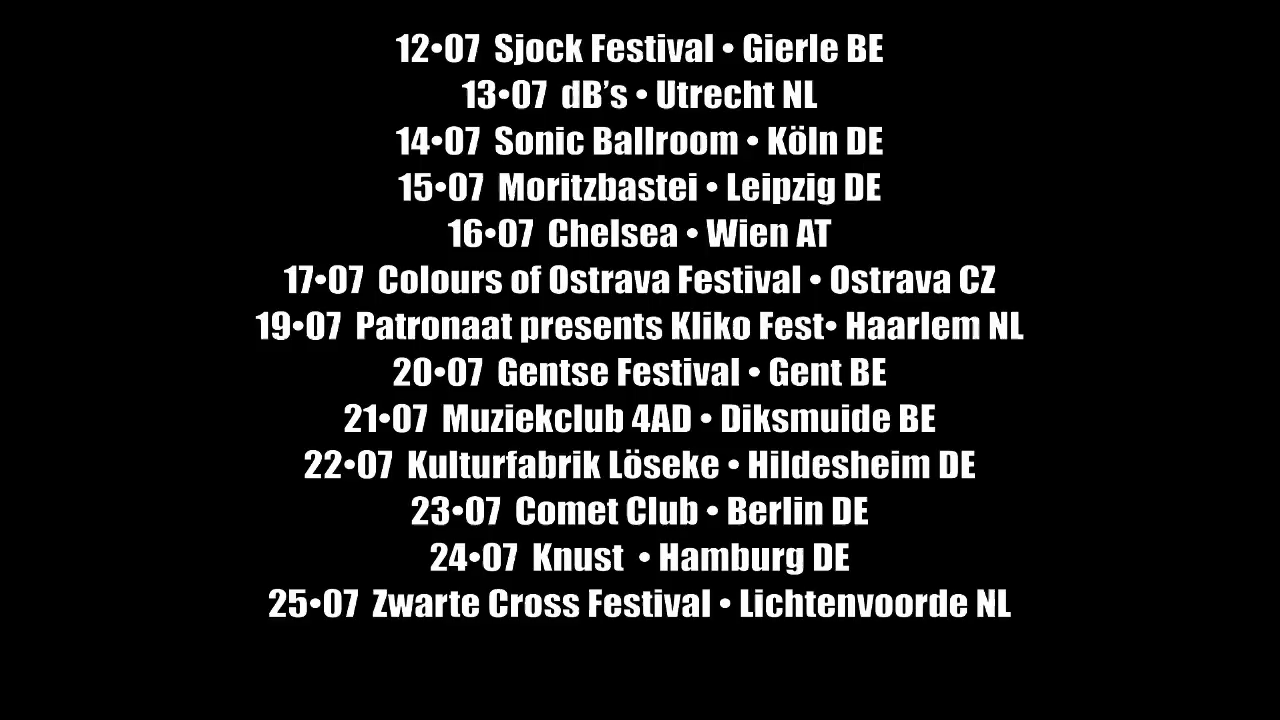 12•07 Sjock Festival • Gierle BE
13•07 dB’s • Utrecht NL
14•07 Sonic Ballroom • Köln DE
15•07 Moritzbastei • Leipzig DE
16•07 Chelsea • Wien AT
17•07 Colours of Ostrava Festival • Ostrava CZ
19•07 Patronaat presents Kliko Fest• Haarlem NL
20•07 Gentse Festival • Gent BE
21•07 Muziekclub 4AD • Diksmuide BE
22•07 Kulturfabrik Löseke • Hildesheim DE
23•07 Comet Club • Berlin DE
24•07 Knust • Hamburg DE
25•07 Zwarte Cross Festival • Lichtenvoorde NL